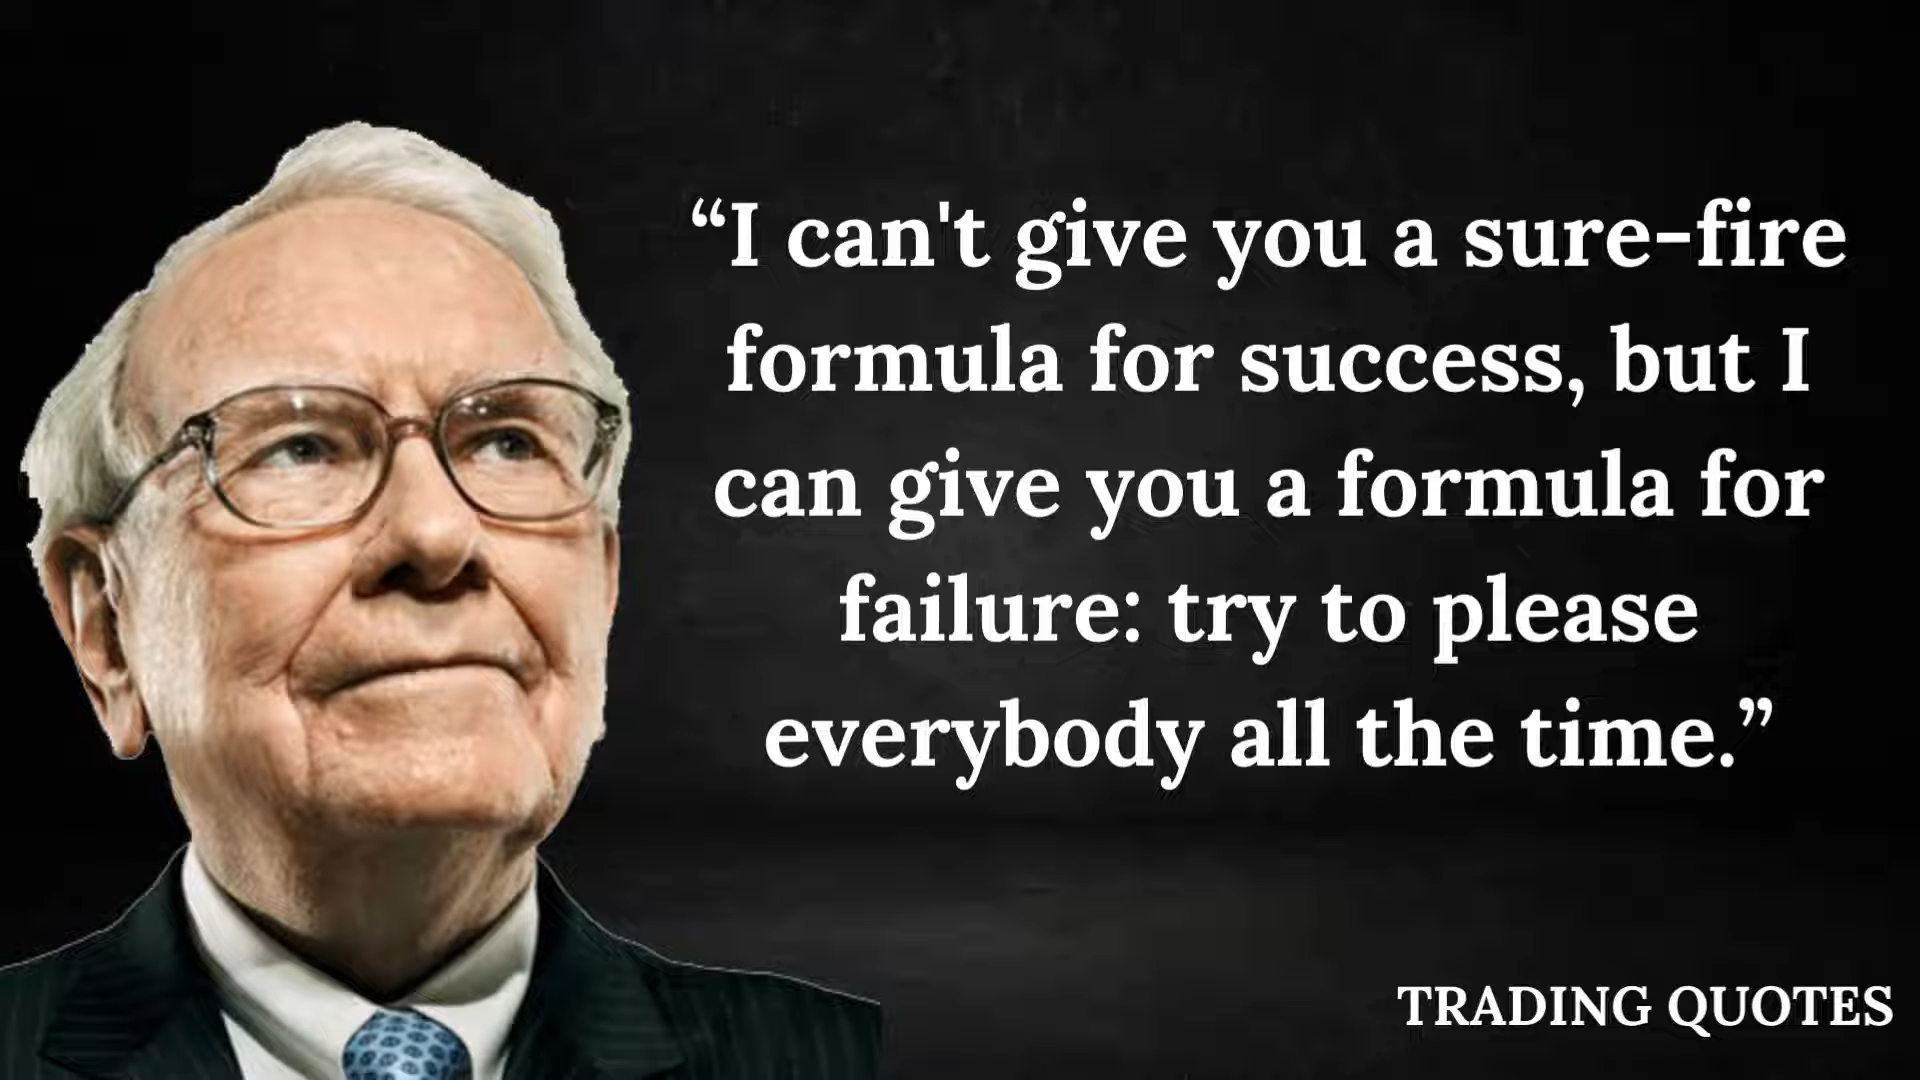 “I can't give you a sure-fire
formula for success, but I
can give you a formula for
failure: try to please
everybody all the time.”
TRADING QUOTES